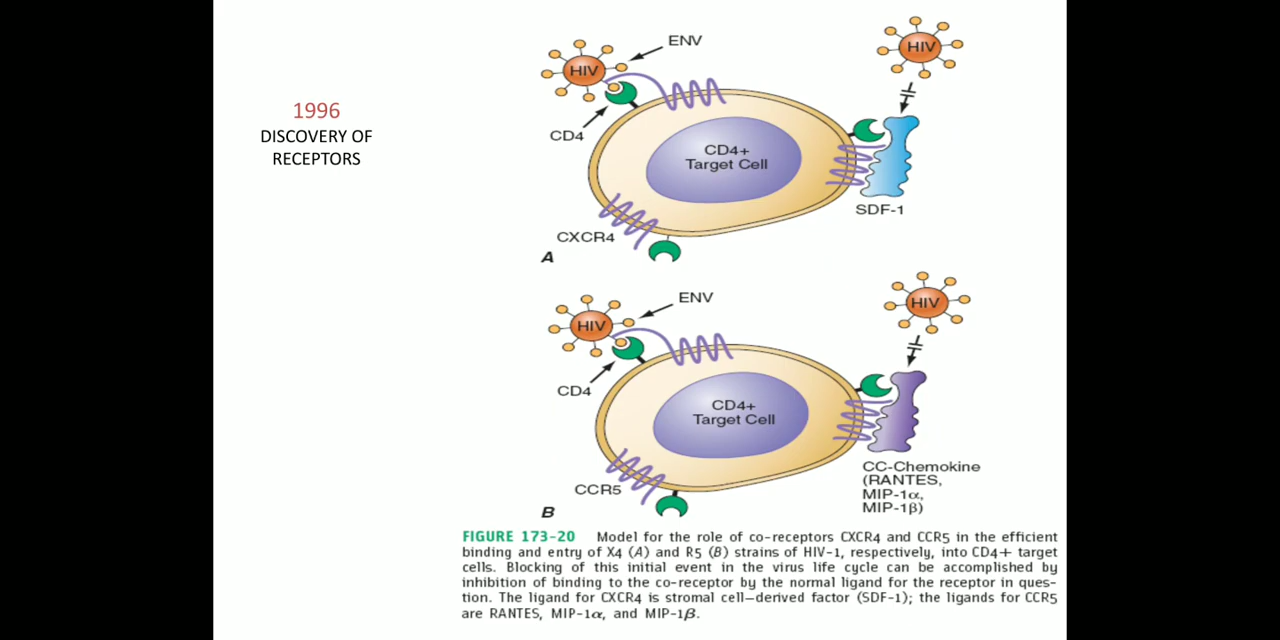 1996
DISCOVERY OF
RECEPTORS
HIV
ENV
CD4
CD4+
Target Cell
CXCR4
A
HIV
SDF-1
HIV
ENV
CD4
CD4+
Target Cell
CCR5
B
HIV
CC-Chemokine
(RANTES,
MIP-1α,
MIP-1β)
FIGURE 173-20 Model for the role of co-receptors CXCR4 and CCR5 in the efficient
binding and entry of X4 (A) and R5 (B) strains of HIV-1, respectively, into CD4+ target
cells. Blocking of this initial event in the virus life cycle can be accomplished by
inhibition of binding to the co-receptor by the normal ligand for the receptor in ques-
tion. The ligand for CXCR4 is stromal cell–derived factor (SDF-1); the ligands for CCR5
are RANTES, MIP-1α, and MIP-1β.